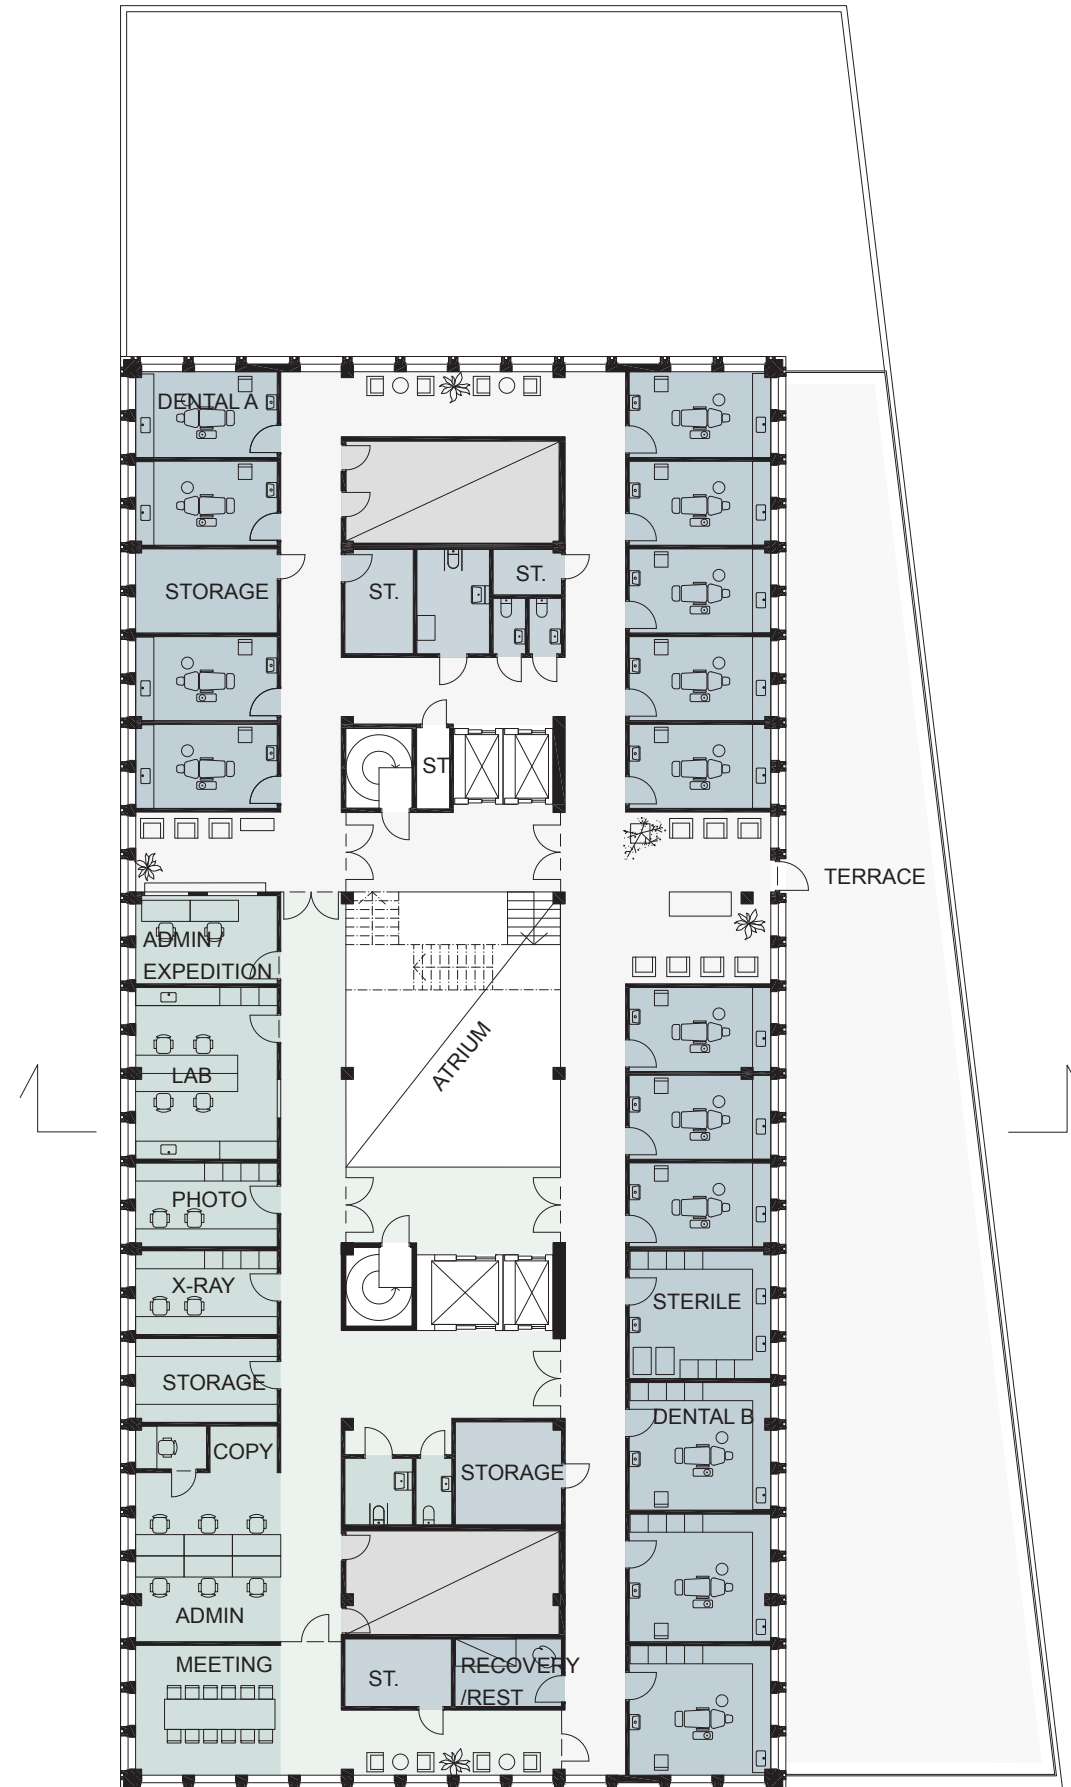 DENTAL A
STORAGE
ST.
ST.
ST
TERRACE
ADMIN /
EXPEDITION
ATRIUM
LAB
PHOTO
X-RAY
STERILE
STORAGE
DENTAL B
COPY
STORAGE
ADMIN
MEETING
ST.
RECOVERY
/REST